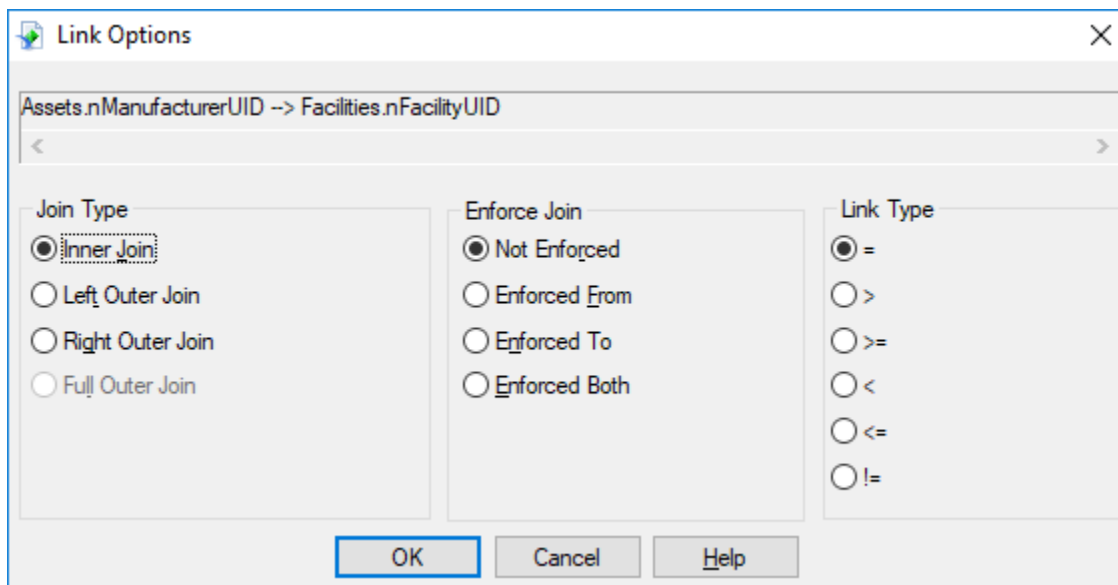 Link Options
Assets.nManufacturerUID --> Facilities.nFacilityUID
Join Type
Inner Join
Left Outer Join
Right Outer Join
Full Outer Join
Enforce Join
Not Enforced
Enforced From
Enforced To
Enforced Both
Link Type
=
>
>=
<
<=
!=
OK
Cancel
Help